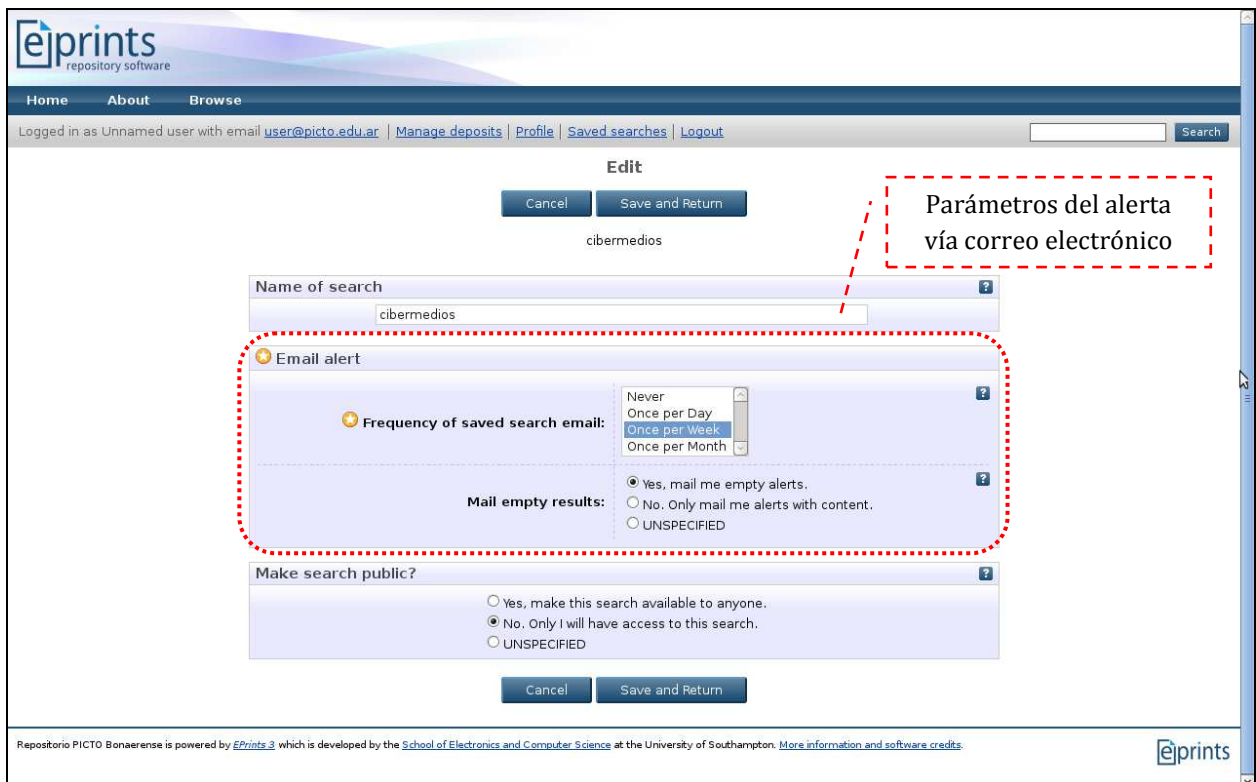 eprints
repository software
Home About Browse
Logged in as Unnamed user with email user@picto.edu.ar | Manage deposits | Profile | Saved searches | Logout
Search
Edit
Cancel Save and Return
Parámetros del alerta
vía correo electrónico
cibermedios
Name of search ?
cibermedios
Email alert
Frequency of saved search email:
Never
Once per Day
Once per Week
Once per Month
?
Mail empty results:
Yes, mail me empty alerts.
No. Only mail me alerts with content.
UNSPECIFIED
?
Make search public? ?
Yes, make this search available to anyone.
No. Only I will have access to this search.
UNSPECIFIED
Cancel Save and Return
Repositorio PICTO Bonaerense is powered by EPrints 3 which is developed by the School of Electronics and Computer Science at the University of Southampton. More information and software credits.
eprints